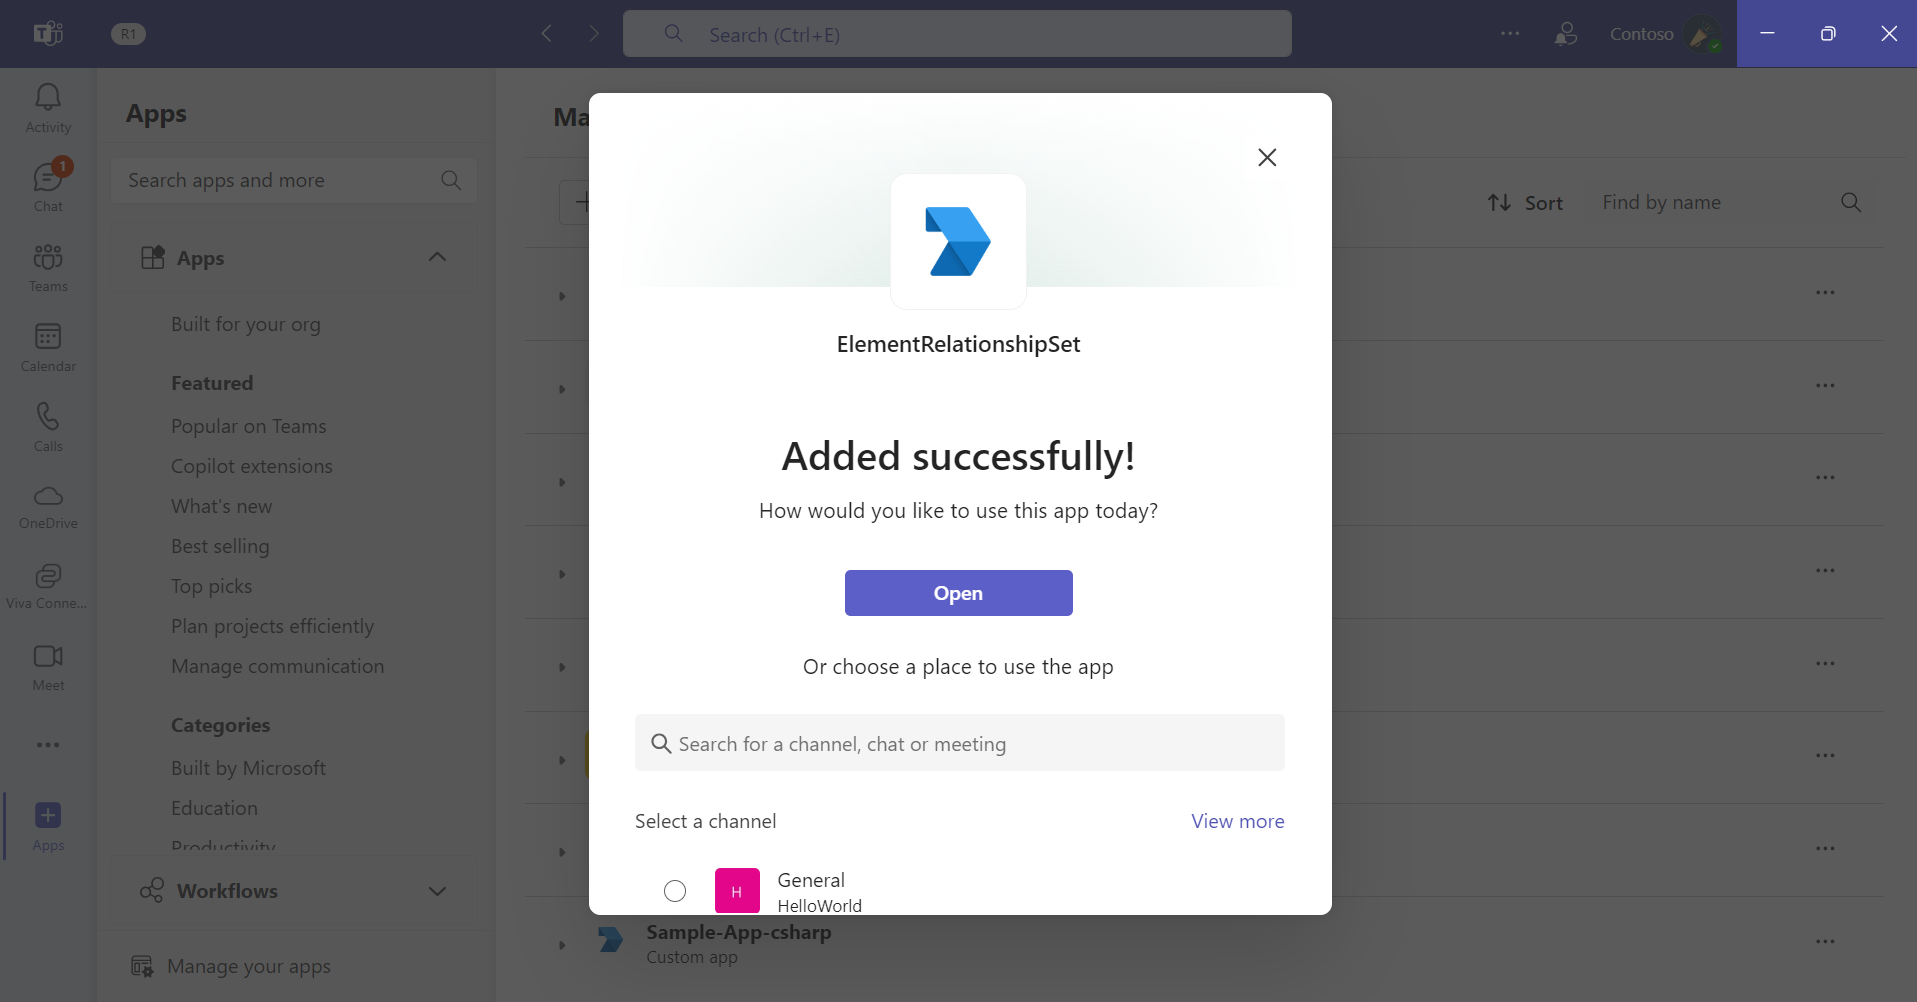 R1
Search (Ctrl+E)
Contoso
Activity
1
Chat
Teams
Calendar
Calls
OneDrive
Viva Conne...
Meet
Apps
Apps
Search apps and more
Apps
Built for your org
Featured
Popular on Teams
Copilot extensions
What's new
Best selling
Top picks
Plan projects efficiently
Manage communication
Categories
Built by Microsoft
Education
Productivity
Workflows
Manage your apps
Ma
Sort
Find by name
ElementRelationshipSet
Added successfully!
How would you like to use this app today?
Open
Or choose a place to use the app
Search for a channel, chat or meeting
Select a channel
View more
H
General
HelloWorld
Sample-App-csharp
Custom app